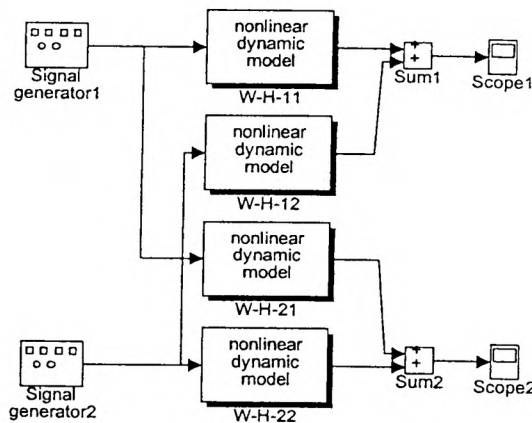 Signal
generator1
nonlinear
dynamic
model
W-H-11
+
+
Sum1
Scope1
nonlinear
dynamic
model
W-H-12
nonlinear
dynamic
model
W-H-21
Signal
generator2
nonlinear
dynamic
model
W-H-22
+
+
Sum2
Scope2